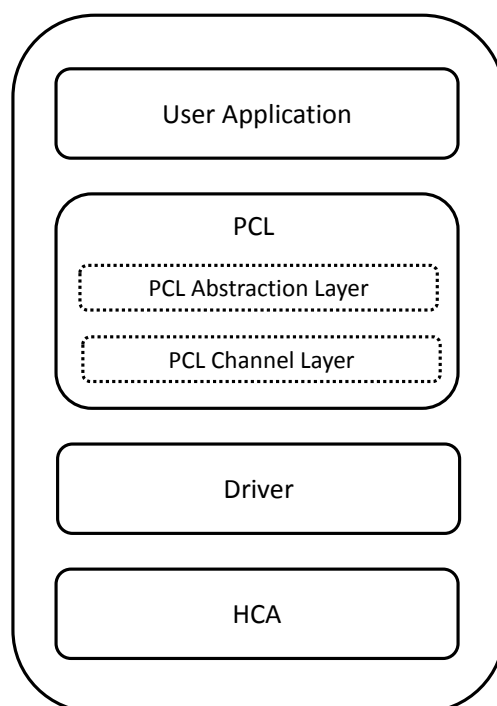 User Application
PCL
PCL Abstraction Layer
PCL Channel Layer
Driver
HCA